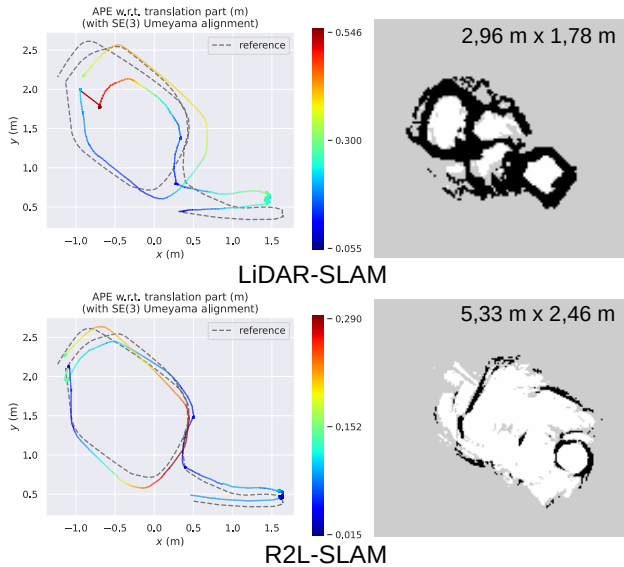 APE w.r.t. translation part (m)
(with SE(3) Umeyama alignment)
reference
2.5
2.0
1.5
1.0
0.5
y (m)
−1.0 −0.5 0.0 0.5 1.0 1.5
x (m)
0.546
0.300
0.055
2,96 m x 1,78 m
LiDAR-SLAM
APE w.r.t. translation part (m)
(with SE(3) Umeyama alignment)
reference
2.5
2.0
1.5
1.0
0.5
y (m)
−1.0 −0.5 0.0 0.5 1.0 1.5
x (m)
0.290
0.152
0.015
5,33 m x 2,46 m
R2L-SLAM